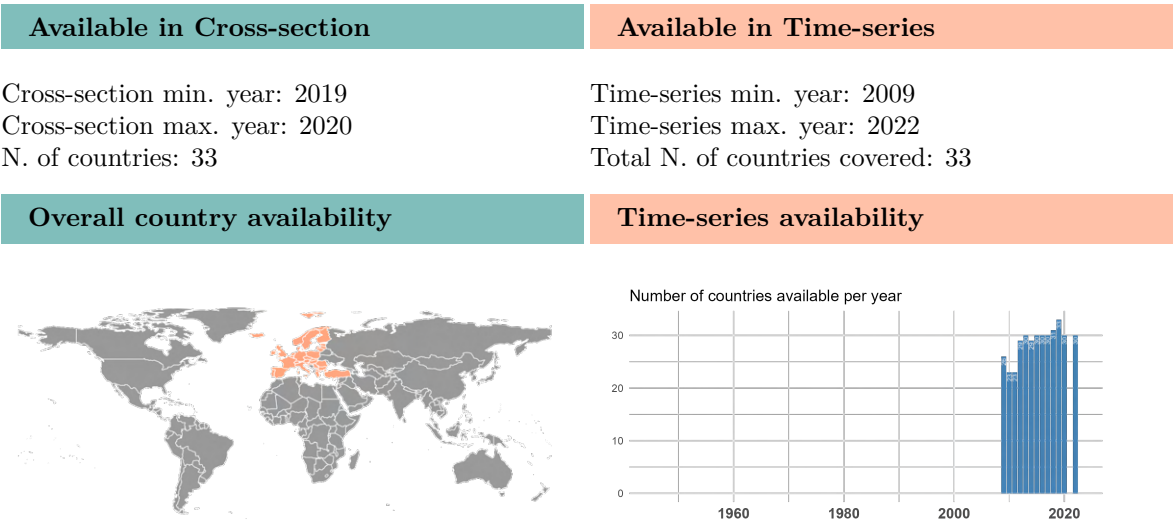 Available in Cross-section
Available in Time-series
Cross-section min. year: 2019
Cross-section max. year: 2020
N. of countries: 33
Time-series min. year: 2009
Time-series max. year: 2022
Total N. of countries covered: 33
Overall country availability
Time-series availability
Number of countries available per year
30
20
10
0
1960 1980 2000 2020